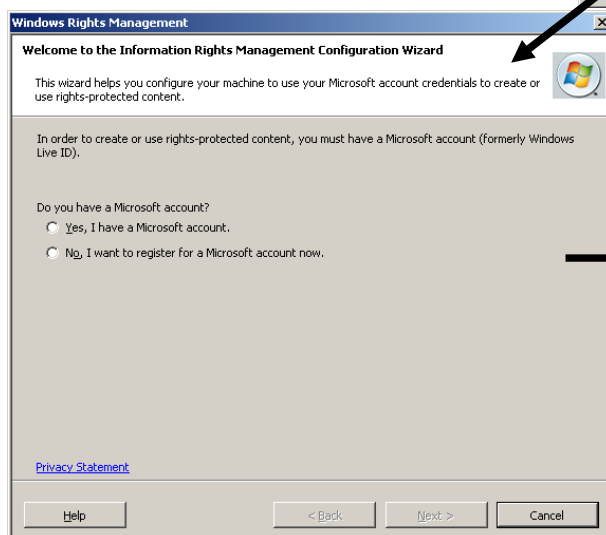 Windows Rights Management
Welcome to the Information Rights Management Configuration Wizard
This wizard helps you configure your machine to use your Microsoft account credentials to create or
use rights-protected content.
In order to create or use rights-protected content, you must have a Microsoft account (formerly Windows
Live ID).
Do you have a Microsoft account?
Yes, I have a Microsoft account.
No, I want to register for a Microsoft account now.
Privacy Statement
Help
< Back
Next >
Cancel